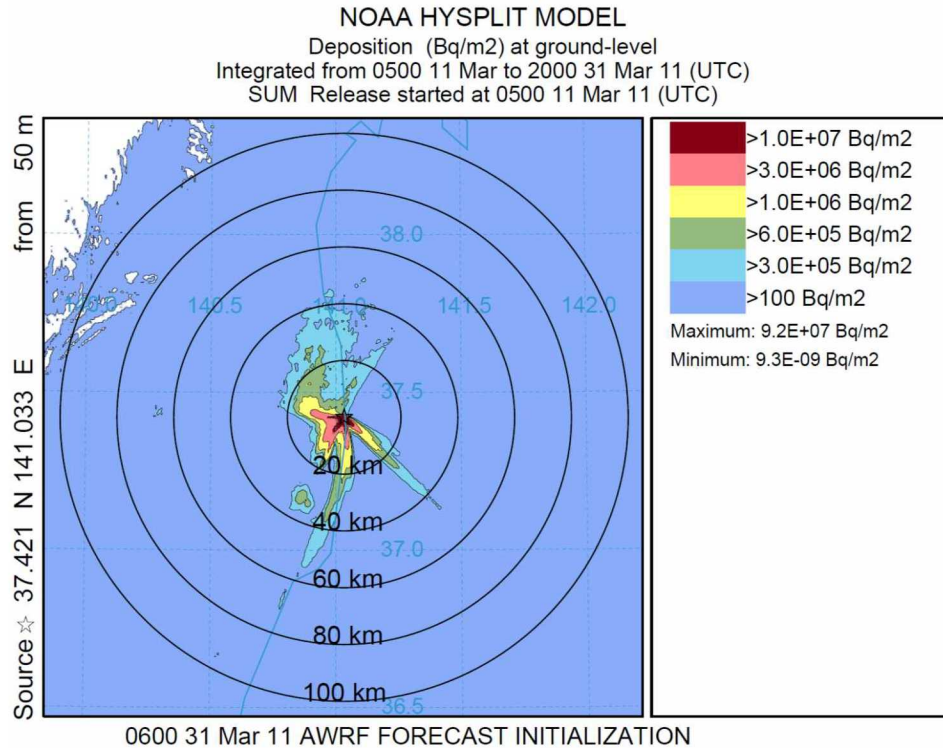 NOAA HYSPLIT MODEL
Deposition (Bq/m2) at ground-level
Integrated from 0500 11 Mar to 2000 31 Mar 11 (UTC)
SUM Release started at 0500 11 Mar 11 (UTC)
Source ☆ 37.421 N 141.033 E from 50 m
38.0
140.0 140.5 141.0 141.5 142.0
37.5
20 km
40 km
37.0
60 km
80 km
100 km
36.5
>1.0E+07 Bq/m2
>3.0E+06 Bq/m2
>1.0E+06 Bq/m2
>6.0E+05 Bq/m2
>3.0E+05 Bq/m2
>100 Bq/m2
Maximum: 9.2E+07 Bq/m2
Minimum: 9.3E-09 Bq/m2
0600 31 Mar 11 AWRF FORECAST INITIALIZATION